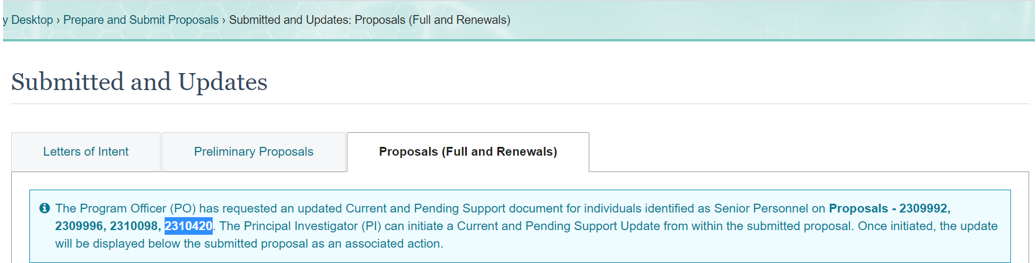 y Desktop › Prepare and Submit Proposals › Submitted and Updates: Proposals (Full and Renewals)
Submitted and Updates
Letters of Intent
Preliminary Proposals
Proposals (Full and Renewals)
The Program Officer (PO) has requested an updated Current and Pending Support document for individuals identified as Senior Personnel on Proposals - 2309992,
2309996, 2310098, 2310420. The Principal Investigator (PI) can initiate a Current and Pending Support Update from within the submitted proposal. Once initiated, the update
will be displayed below the submitted proposal as an associated action.